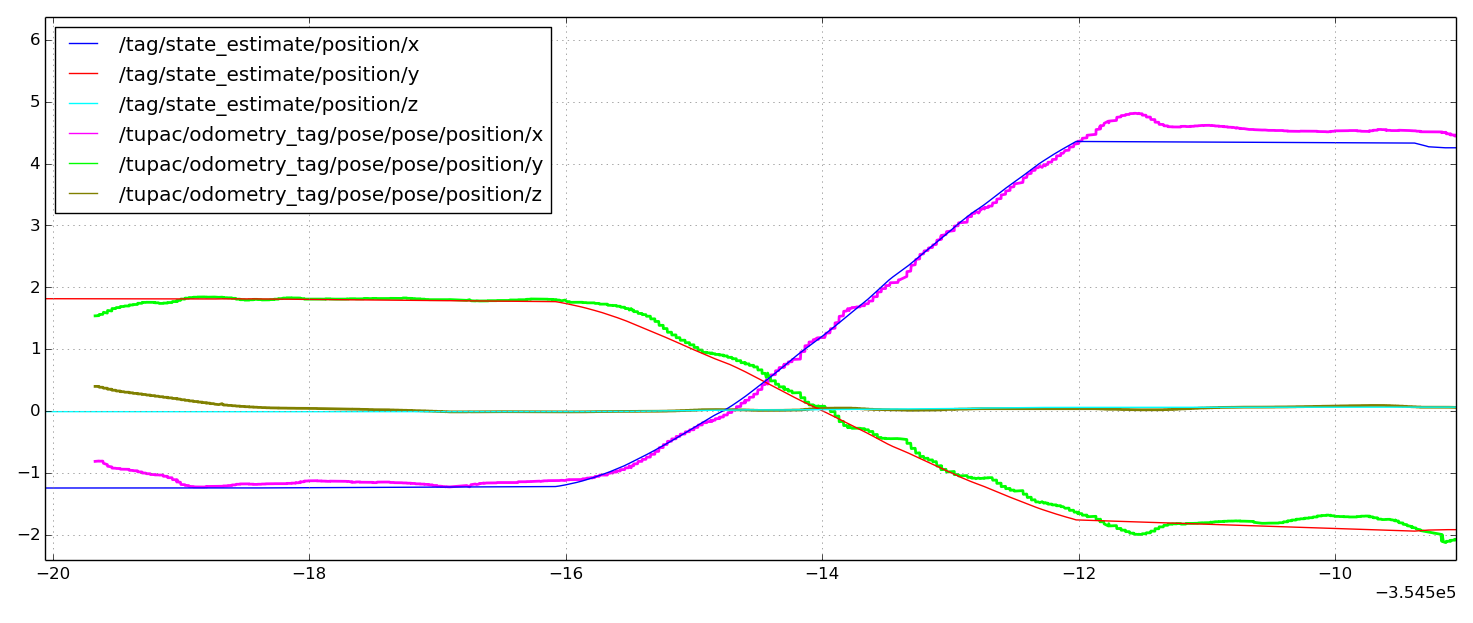 6
5
4
3
2
1
0
−1
−2
/tag/state_estimate/position/x
/tag/state_estimate/position/y
/tag/state_estimate/position/z
/tupac/odometry_tag/pose/pose/position/x
/tupac/odometry_tag/pose/pose/position/y
/tupac/odometry_tag/pose/pose/position/z
−20 −18 −16 −14 −12 −10
−3.545e5